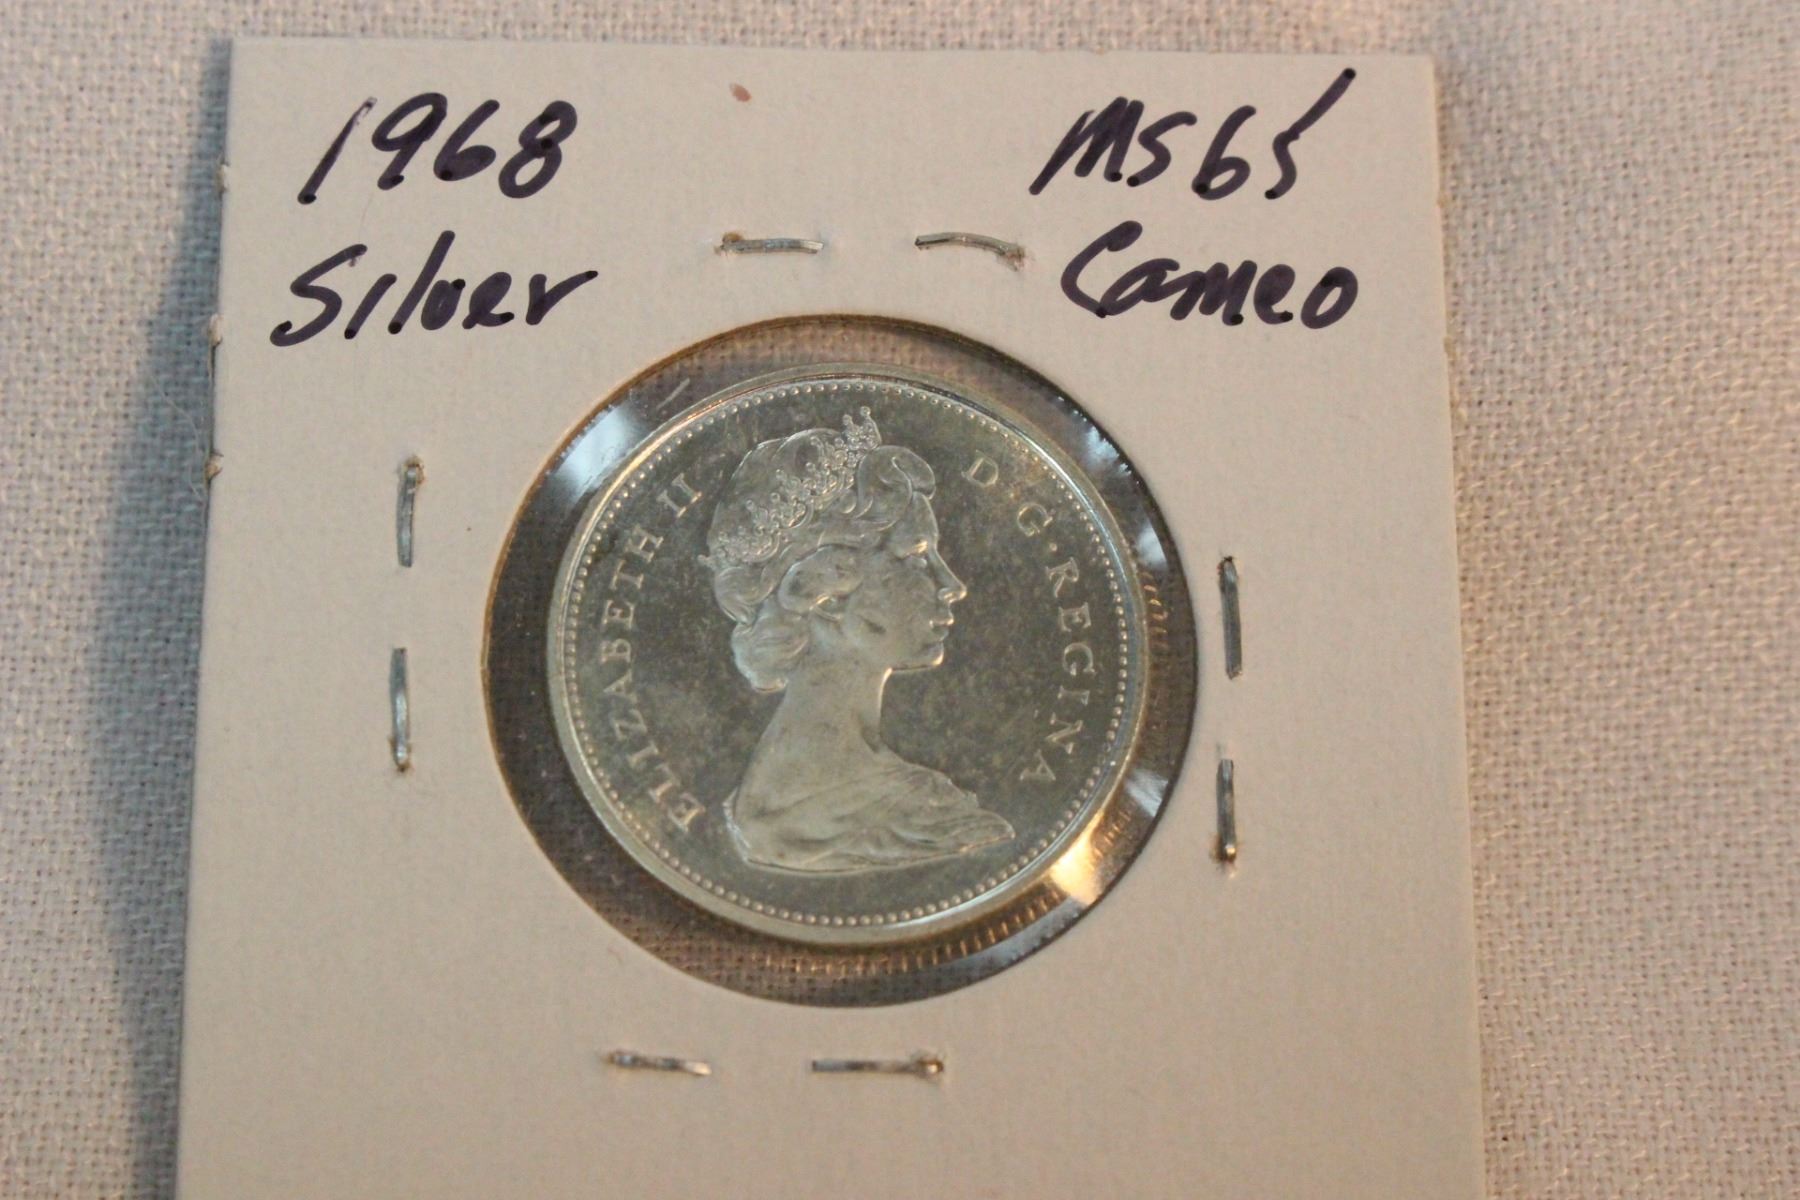 1968
Silver
MS65
Cameo
ELIZABETH II
D·G·REGINA